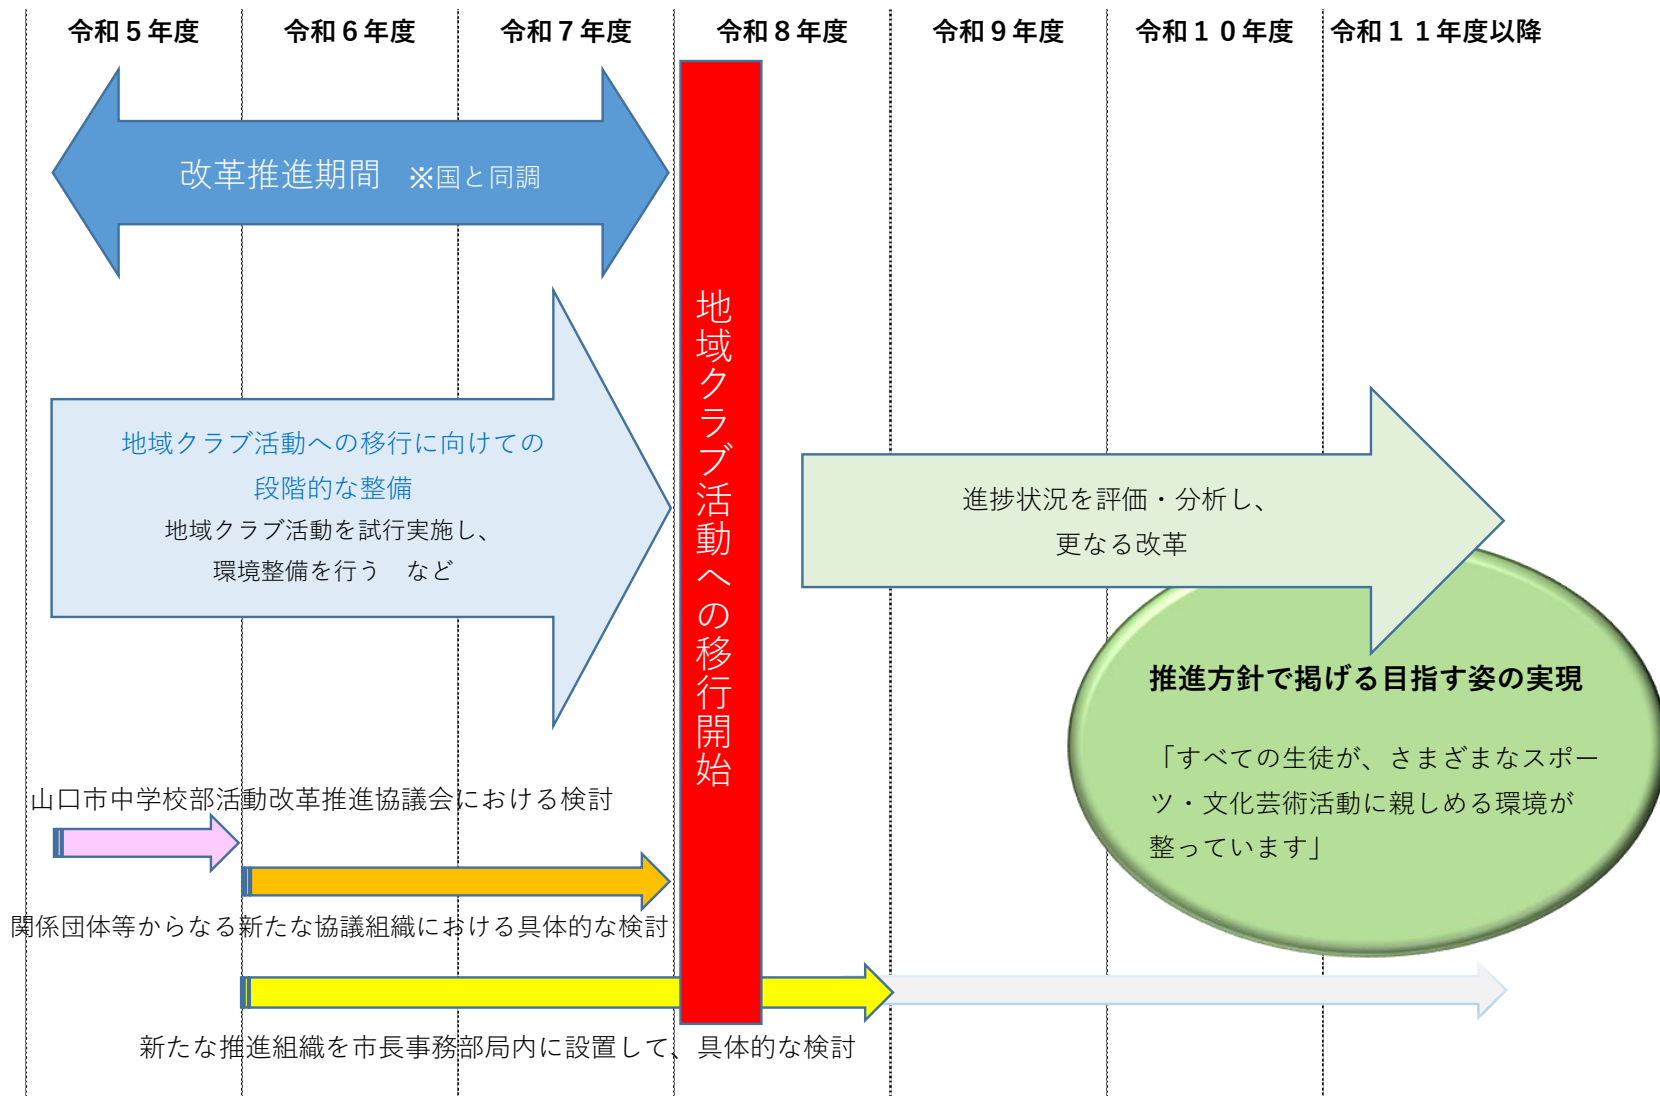 令和５年度
令和６年度
令和７年度
令和８年度
令和９年度
令和１０年度
令和１１年度以降
改革推進期間　※国と同調
地域クラブ活動への移行に向けての
段階的な整備
地域クラブ活動を試行実施し、
環境整備を行う　など
地域クラブ活動への移行開始
進捗状況を評価・分析し、
更なる改革
推進方針で掲げる目指す姿の実現
「すべての生徒が、さまざまなスポー
ツ・文化芸術活動に親しめる環境が
整っています」
山口市中学校部活動改革推進協議会における検討
関係団体等からなる新たな協議組織における具体的な検討
新たな推進組織を市長事務部局内に設置して、具体的な検討